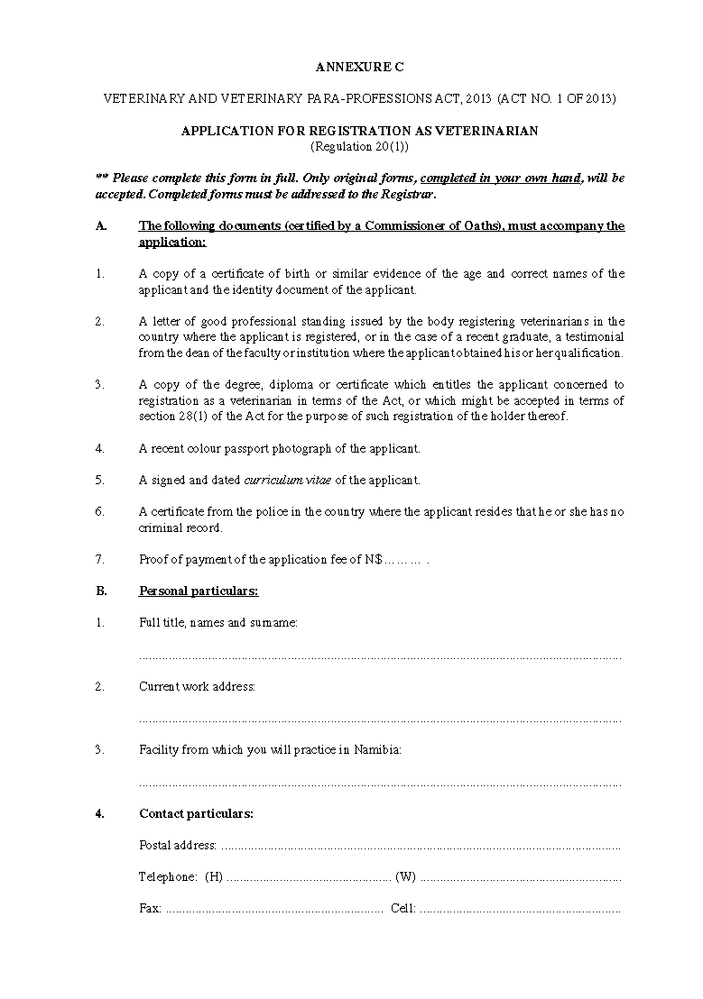 ANNEXURE C
VETERINARY AND VETERINARY PARA-PROFESSIONS ACT, 2013 (ACT NO. 1 OF 2013)
APPLICATION FOR REGISTRATION AS VETERINARIAN
(Regulation 20(1))
** Please complete this form in full. Only original forms, completed in your own hand, will be
accepted. Completed forms must be addressed to the Registrar.
A. The following documents (certified by a Commissioner of Oaths), must accompany the
application:
1. A copy of a certificate of birth or similar evidence of the age and correct names of the
applicant and the identity document of the applicant.
2. A letter of good professional standing issued by the body registering veterinarians in the
country where the applicant is registered, or in the case of a recent graduate, a testimonial
from the dean of the faculty or institution where the applicant obtained his or her qualification.
3. A copy of the degree, diploma or certificate which entitles the applicant concerned to
registration as a veterinarian in terms of the Act, or which might be accepted in terms of
section 28(1) of the Act for the purpose of such registration of the holder thereof.
4. A recent colour passport photograph of the applicant.
5. A signed and dated curriculum vitae of the applicant.
6. A certificate from the police in the country where the applicant resides that he or she has no
criminal record.
7. Proof of payment of the application fee of N$……… .
B. Personal particulars:
1. Full title, names and surname:
..................................................................................................................................................
2. Current work address:
..................................................................................................................................................
3. Facility from which you will practice in Namibia:
..................................................................................................................................................
4. Contact particulars:
Postal address: .........................................................................................................................
Telephone: (H) .................................................. (W) .............................................................
Fax: .................................................................. Cell: .............................................................